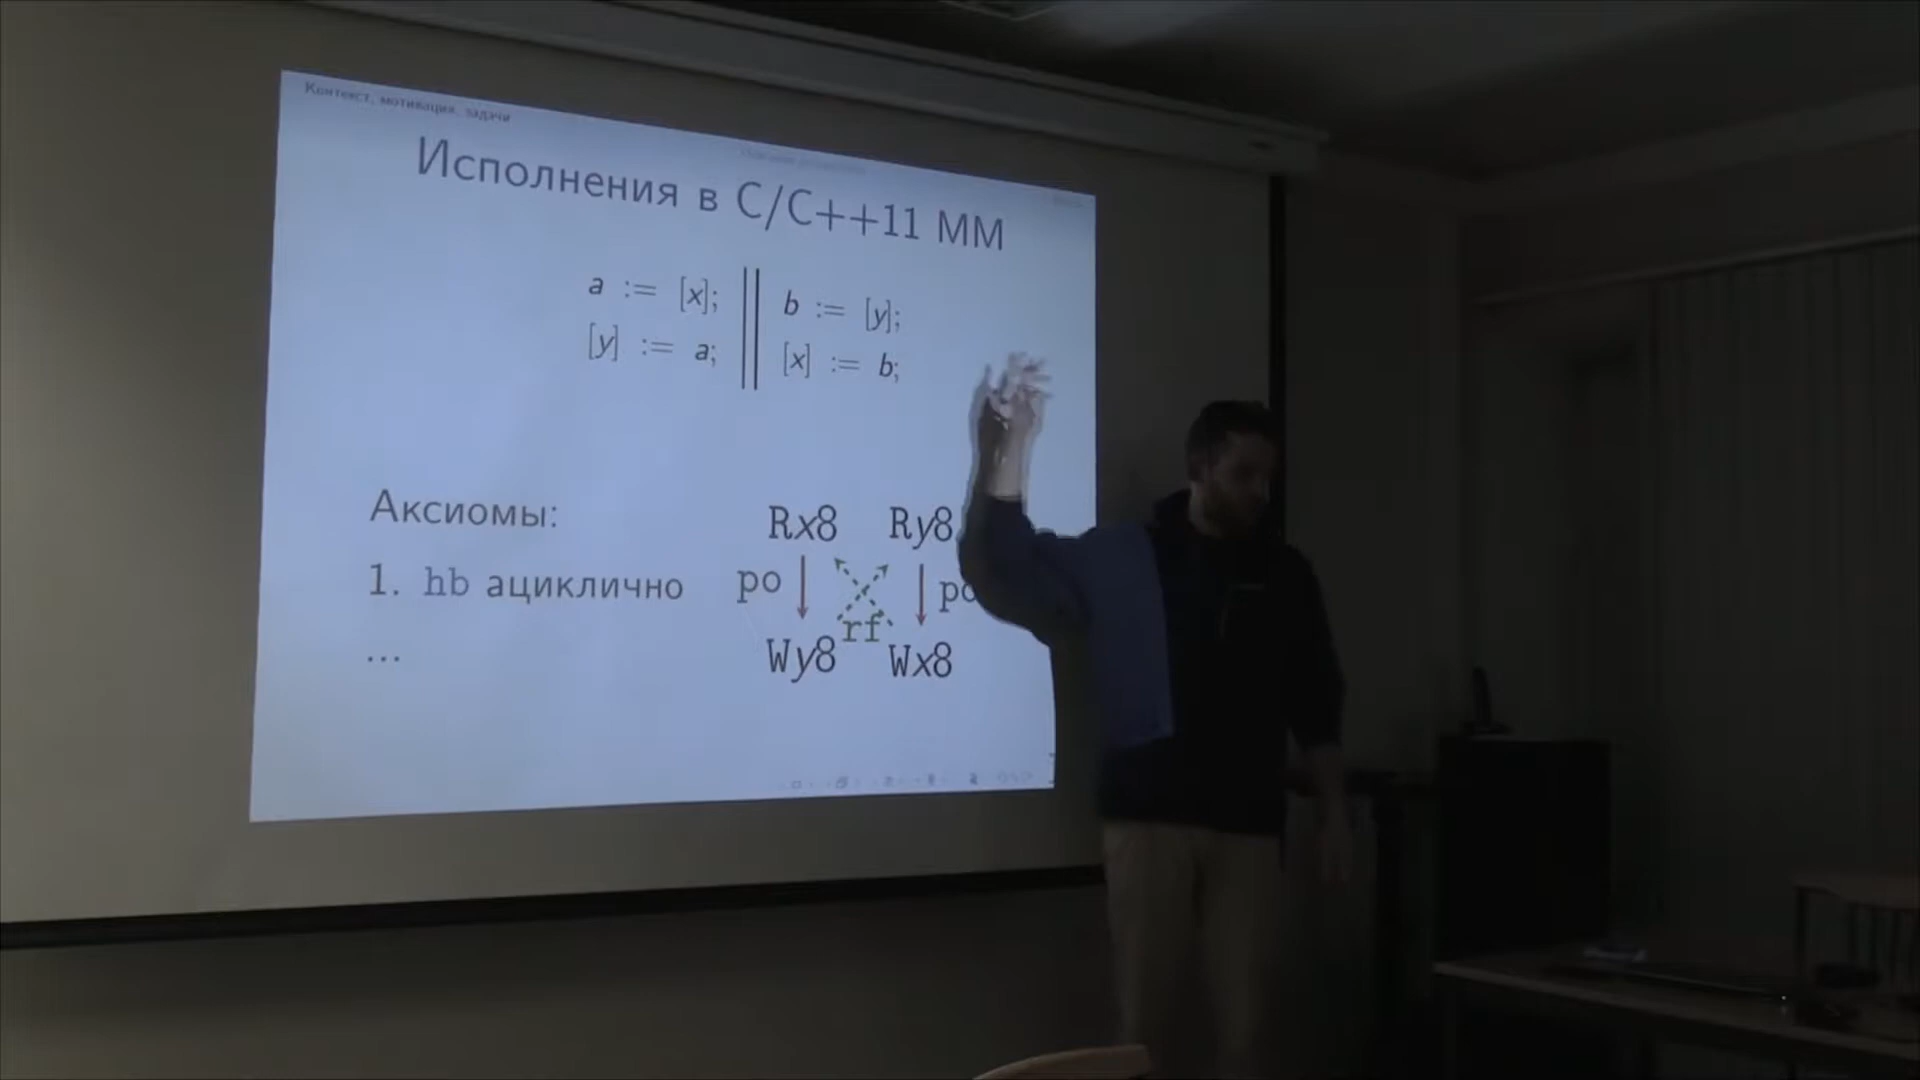 Контекст, мотивация, задачи
Исполнения в C/C++11 MM
a := [x]; b := [y];
[y] := a; [x] := b;
Аксиомы:
1. hb ациклично
...
Rx8 Ry8
po po
rf
Wy8 Wx8